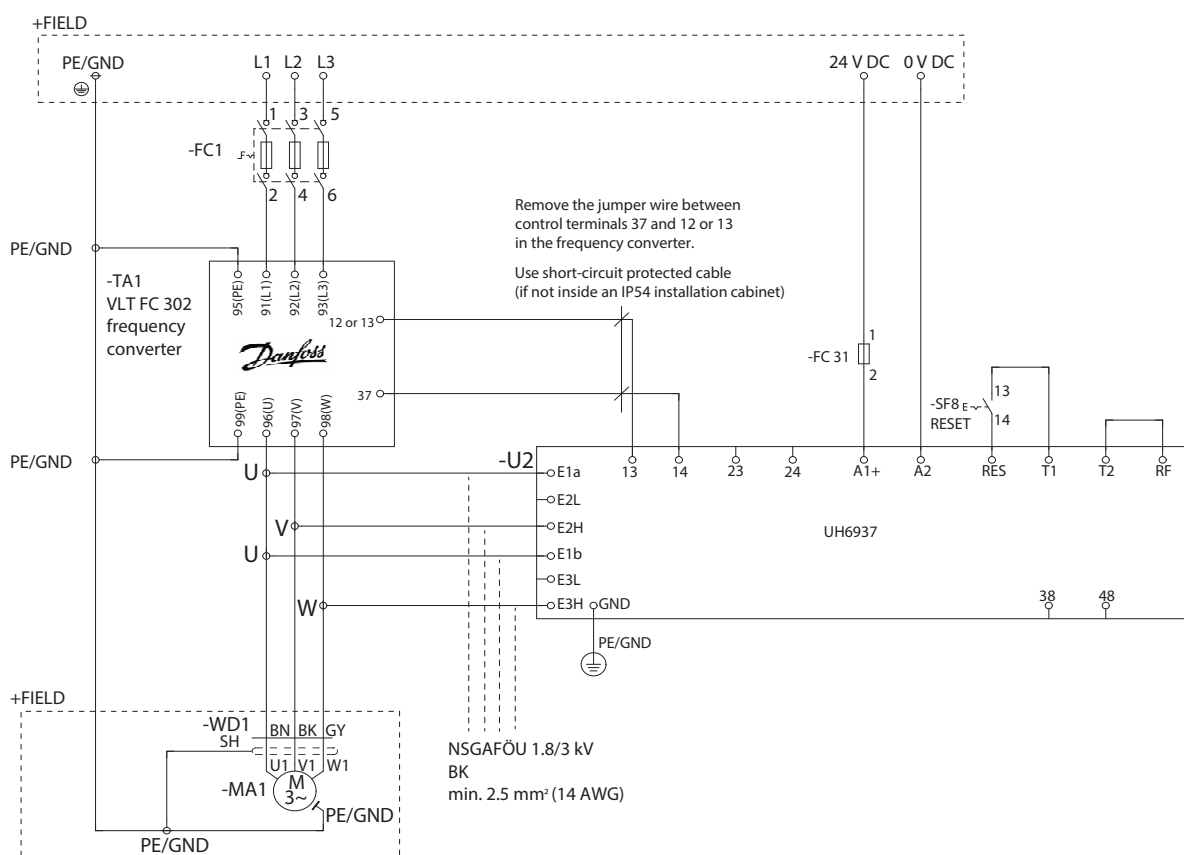 +FIELD
PE/GND
L1 L2 L3
24 V DC 0 V DC
1 3 5
-FC1
F
2 4 6
Remove the jumper wire between
control terminals 37 and 12 or 13
in the frequency converter.
Use short-circuit protected cable
(if not inside an IP54 installation cabinet)
PE/GND
-TA1
VLT FC 302
frequency
converter
95(PE)
91(L1)
92(L2)
93(L3)
12 or 13
Danfoss
37
99(PE)
96(U)
97(V)
98(W)
-FC 31
1
2
-SF8 E
RESET
13
14
PE/GND
-U2
13 14 23 24 A1+ A2 RES T1 T2 RF
U
E1a
E2L
V
E2H
UH6937
U
E1b
E3L
W
E3H
GND
38 48
PE/GND
+FIELD
-WD1 BN BK GY
SH
U1 V1 W1
-MA1
M
3~
PE/GND
PE/GND
NSGAFÖU 1.8/3 kV
BK
min. 2.5 mm² (14 AWG)